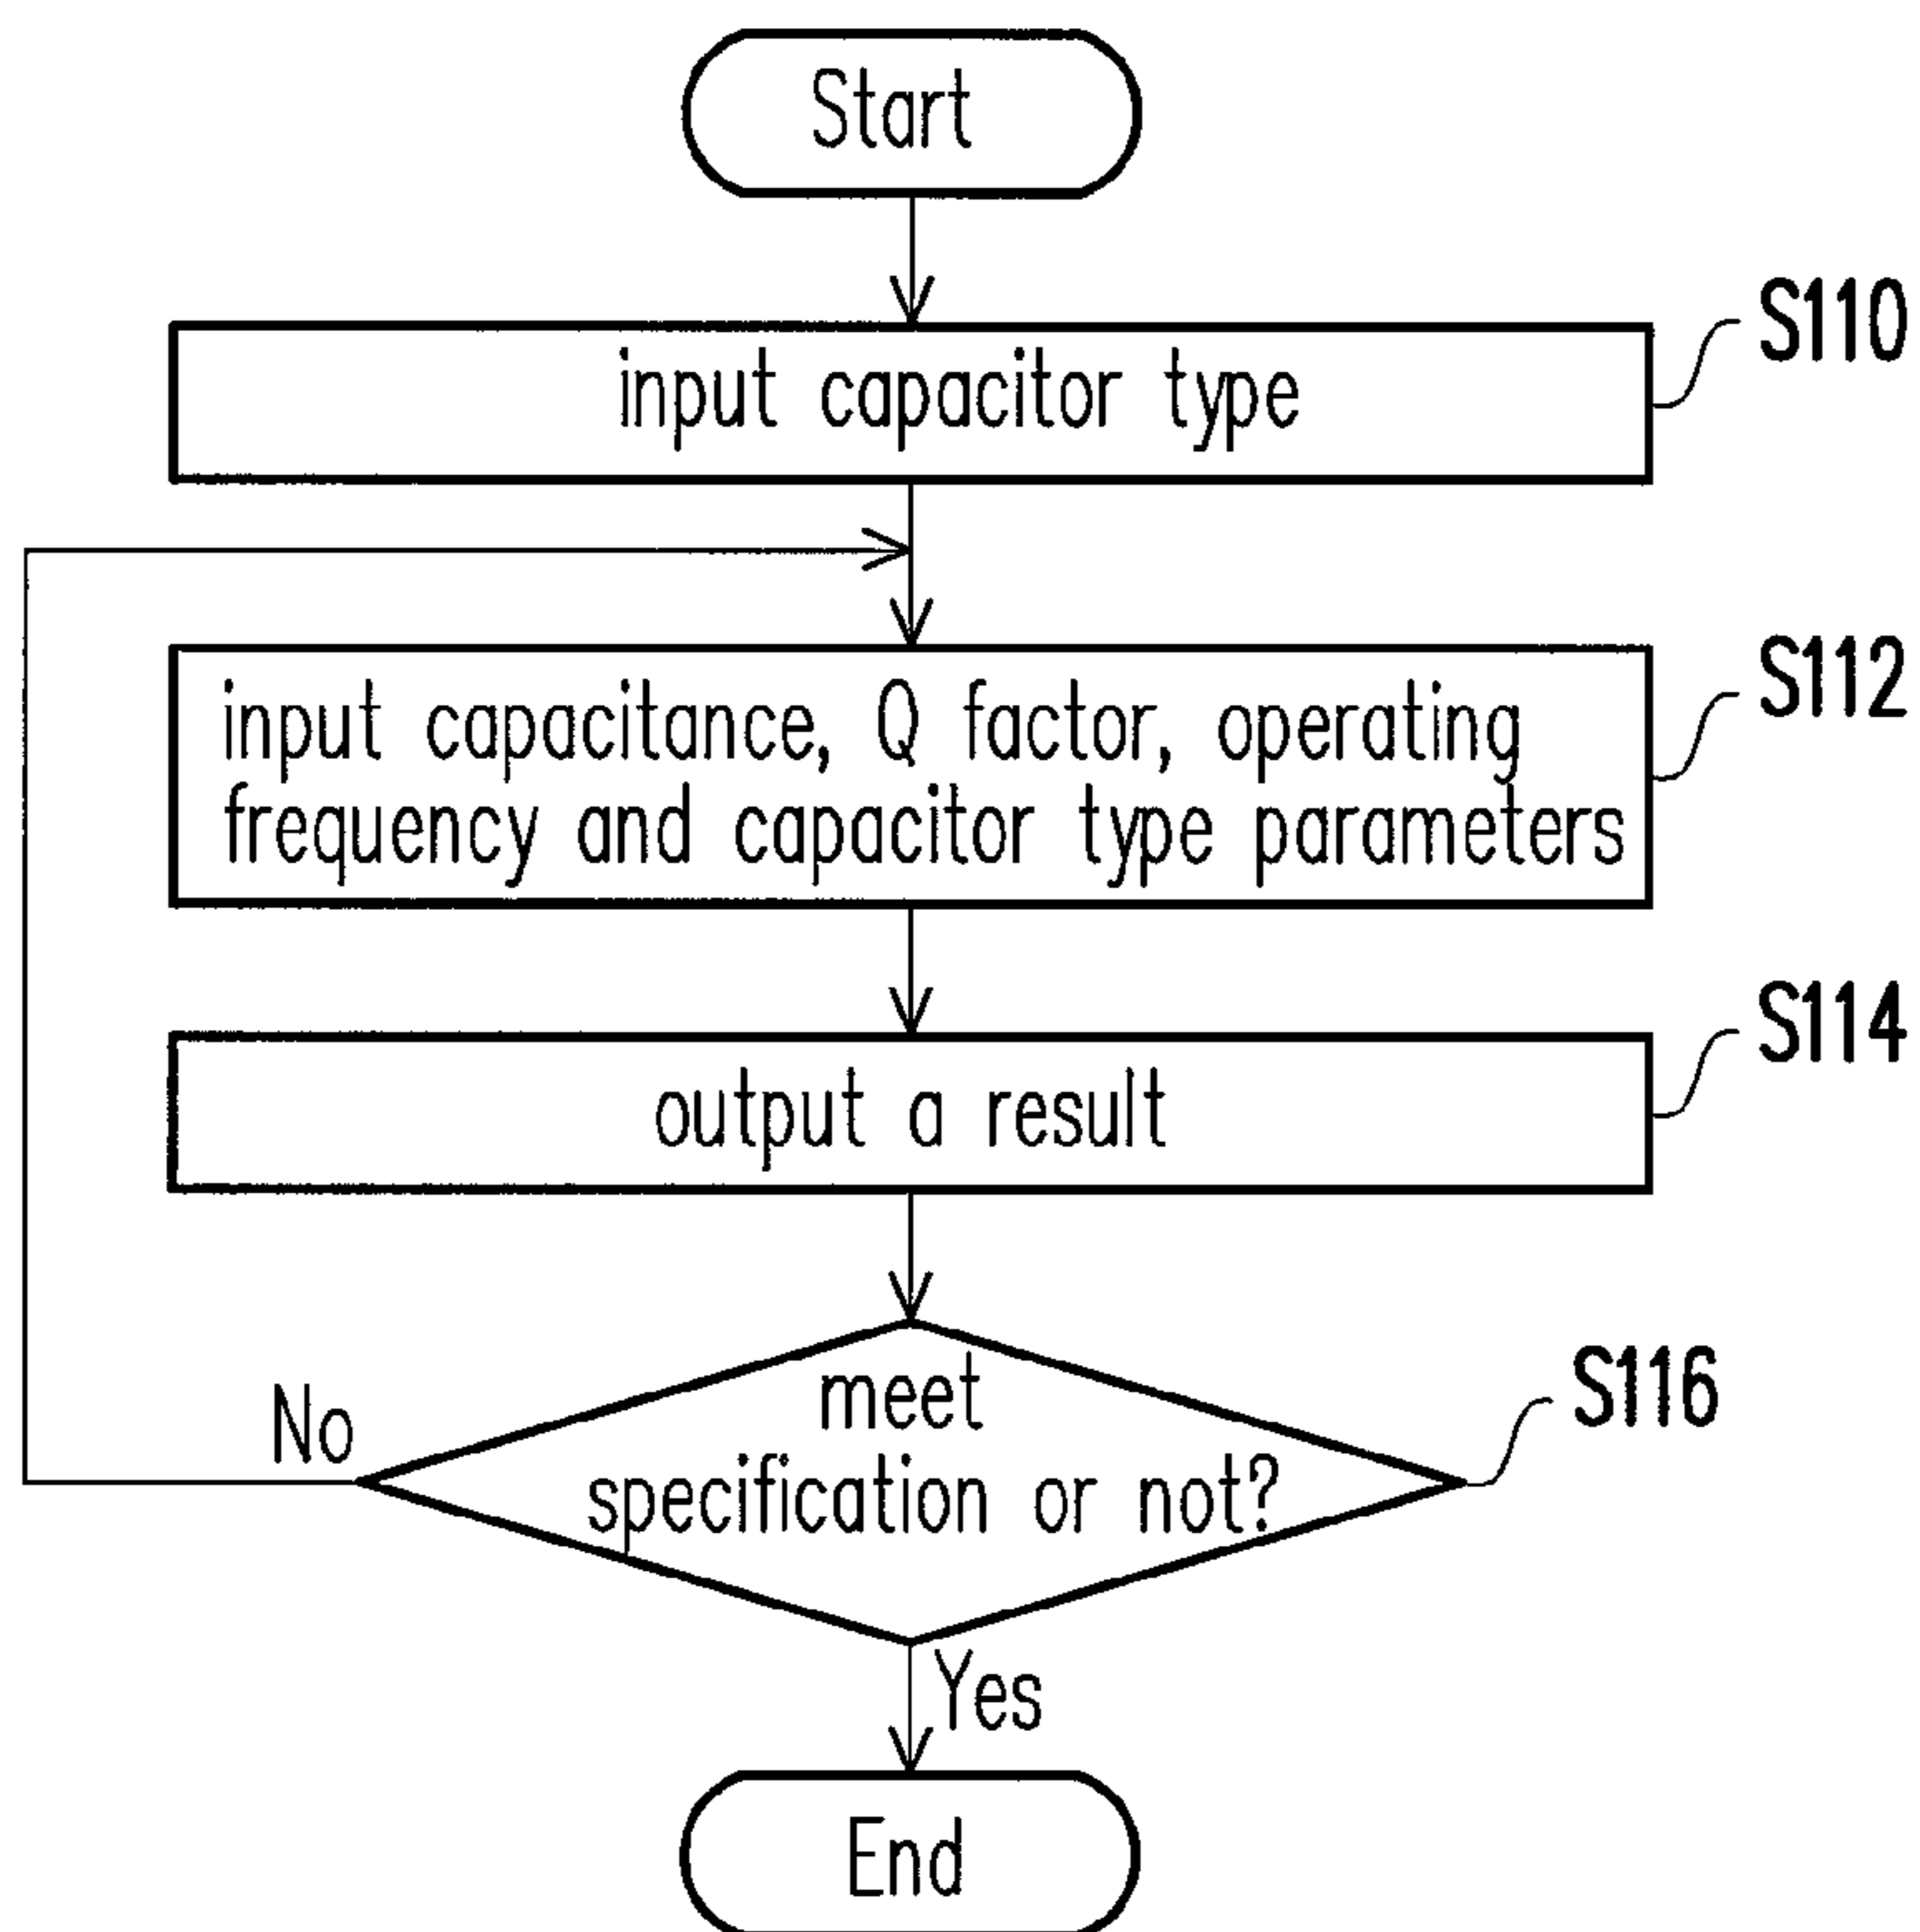 Start
input capacitor type
S110
input capacitance, Q factor, operating
frequency and capacitor type parameters
S112
output a result
S114
meet
specification or not?
S116
No
Yes
End